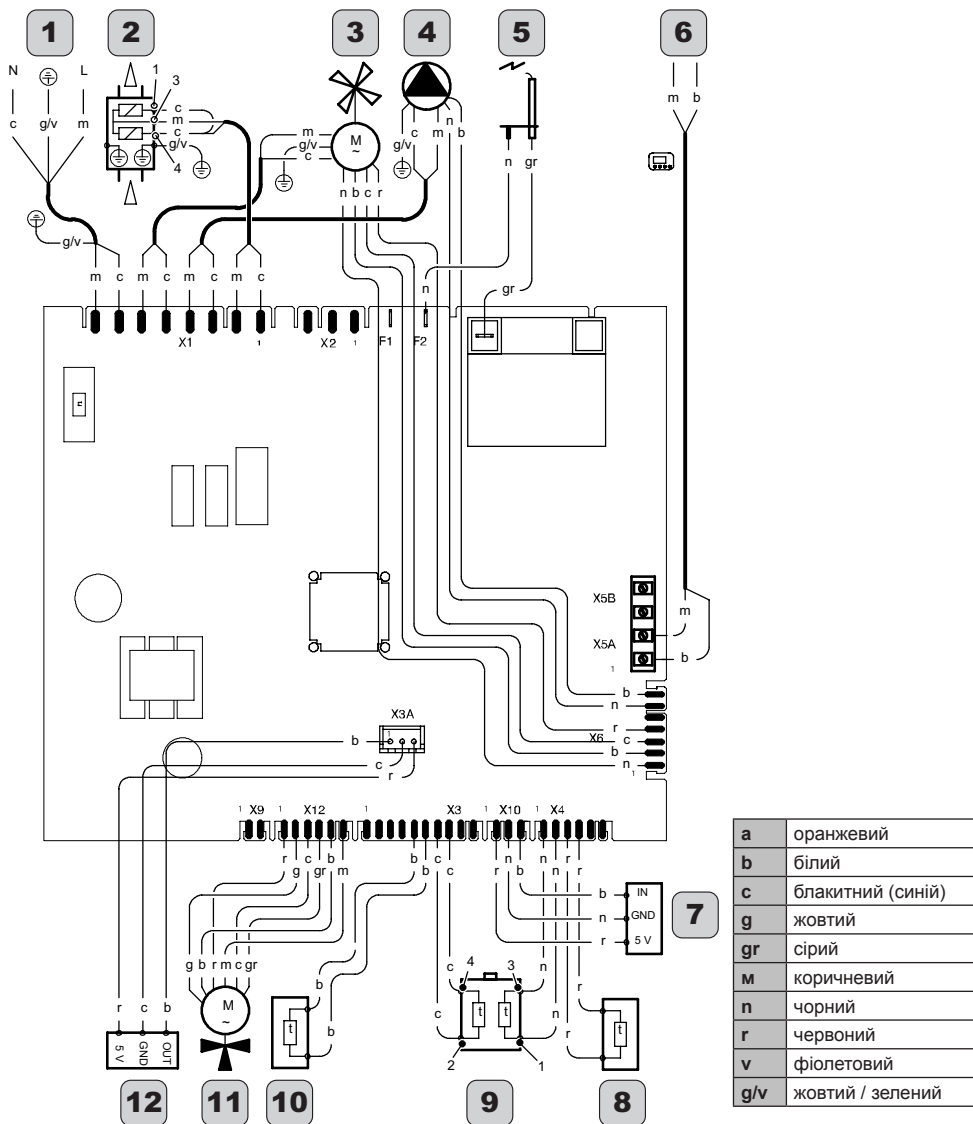 1 2 3 4 5 6
N L
1
3
c
m
c
g/v
4
c g/v m
m
g/v
c
M
~
n b c r
g/v c m n b
n gr
m b
g/v
m c m c m c m c
n
gr
X1 1 X2 1 F1 F2
X5B
X5A
1
m
b
b
n
r
X6
c
b
n
1
X3A
1
b
c
r
1 X9 1 X12 1 X3 1 X10 1 X4
r g c gr b m
b b c c
r n b
n n r r
b IN
n GND
r 5 V
7
g b r m c gr
M
~
b
t
b
4 3
c n
t t
c n
2 1
r
t
r
r c b
5 V GND OUT
12 11 10 9 8
a оранжевий
b білий
c блакитний (синій)
g жовтий
gr сірий
м коричневий
n чорний
r червоний
v фіолетовий
g/v жовтий / зелений